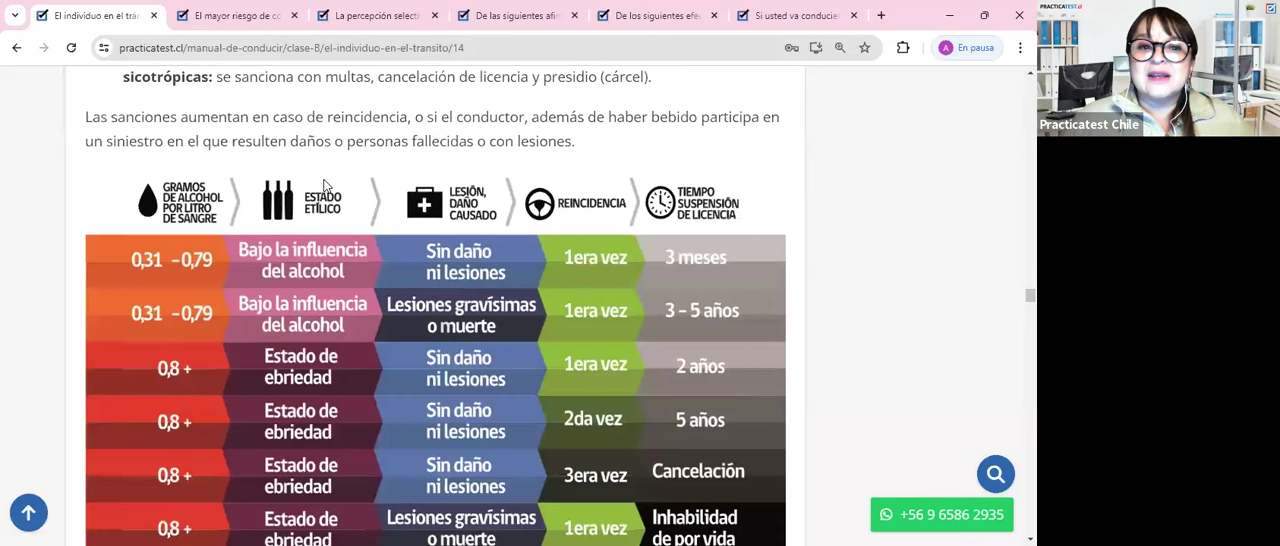 El individuo en el trán
El mayor riesgo de co
La percepción selecti
De las siguientes afir
De los siguientes efe
Si usted va conducie
practicatest.cl/manual-de-conducir/clase-B/el-individuo-en-el-transito/14
A En pausa
sicotrópicas: se sanciona con multas, cancelación de licencia y presidio (cárcel).
Las sanciones aumentan en caso de reincidencia, o si el conductor, además de haber bebido participa en
un siniestro en el que resulten daños o personas fallecidas o con lesiones.
GRAMOS
DE ALCOHOL
POR LITRO
DE SANGRE
ESTADO
ETÍLICO
LESIÓN,
DAÑO
CAUSADO
REINCIDENCIA
TIEMPO
SUSPENSIÓN
DE LICENCIA
0,31 – 0,79
Bajo la influencia
del alcohol
Sin daño
ni lesiones
1era vez
3 meses
0,31 – 0,79
Bajo la influencia
del alcohol
Lesiones gravísimas
o muerte
1era vez
3 – 5 años
0,8 +
Estado de
ebriedad
Sin daño
ni lesiones
1era vez
2 años
0,8 +
Estado de
ebriedad
Sin daño
ni lesiones
2da vez
5 años
0,8 +
Estado de
ebriedad
Sin daño
ni lesiones
3era vez
Cancelación
0,8 +
Estado de
ebriedad
Lesiones gravísimas
o muerte
1era vez
Inhabilidad
de por vida
+56 9 6586 2935
PRACTICATEST.cl
Practicatest Chile